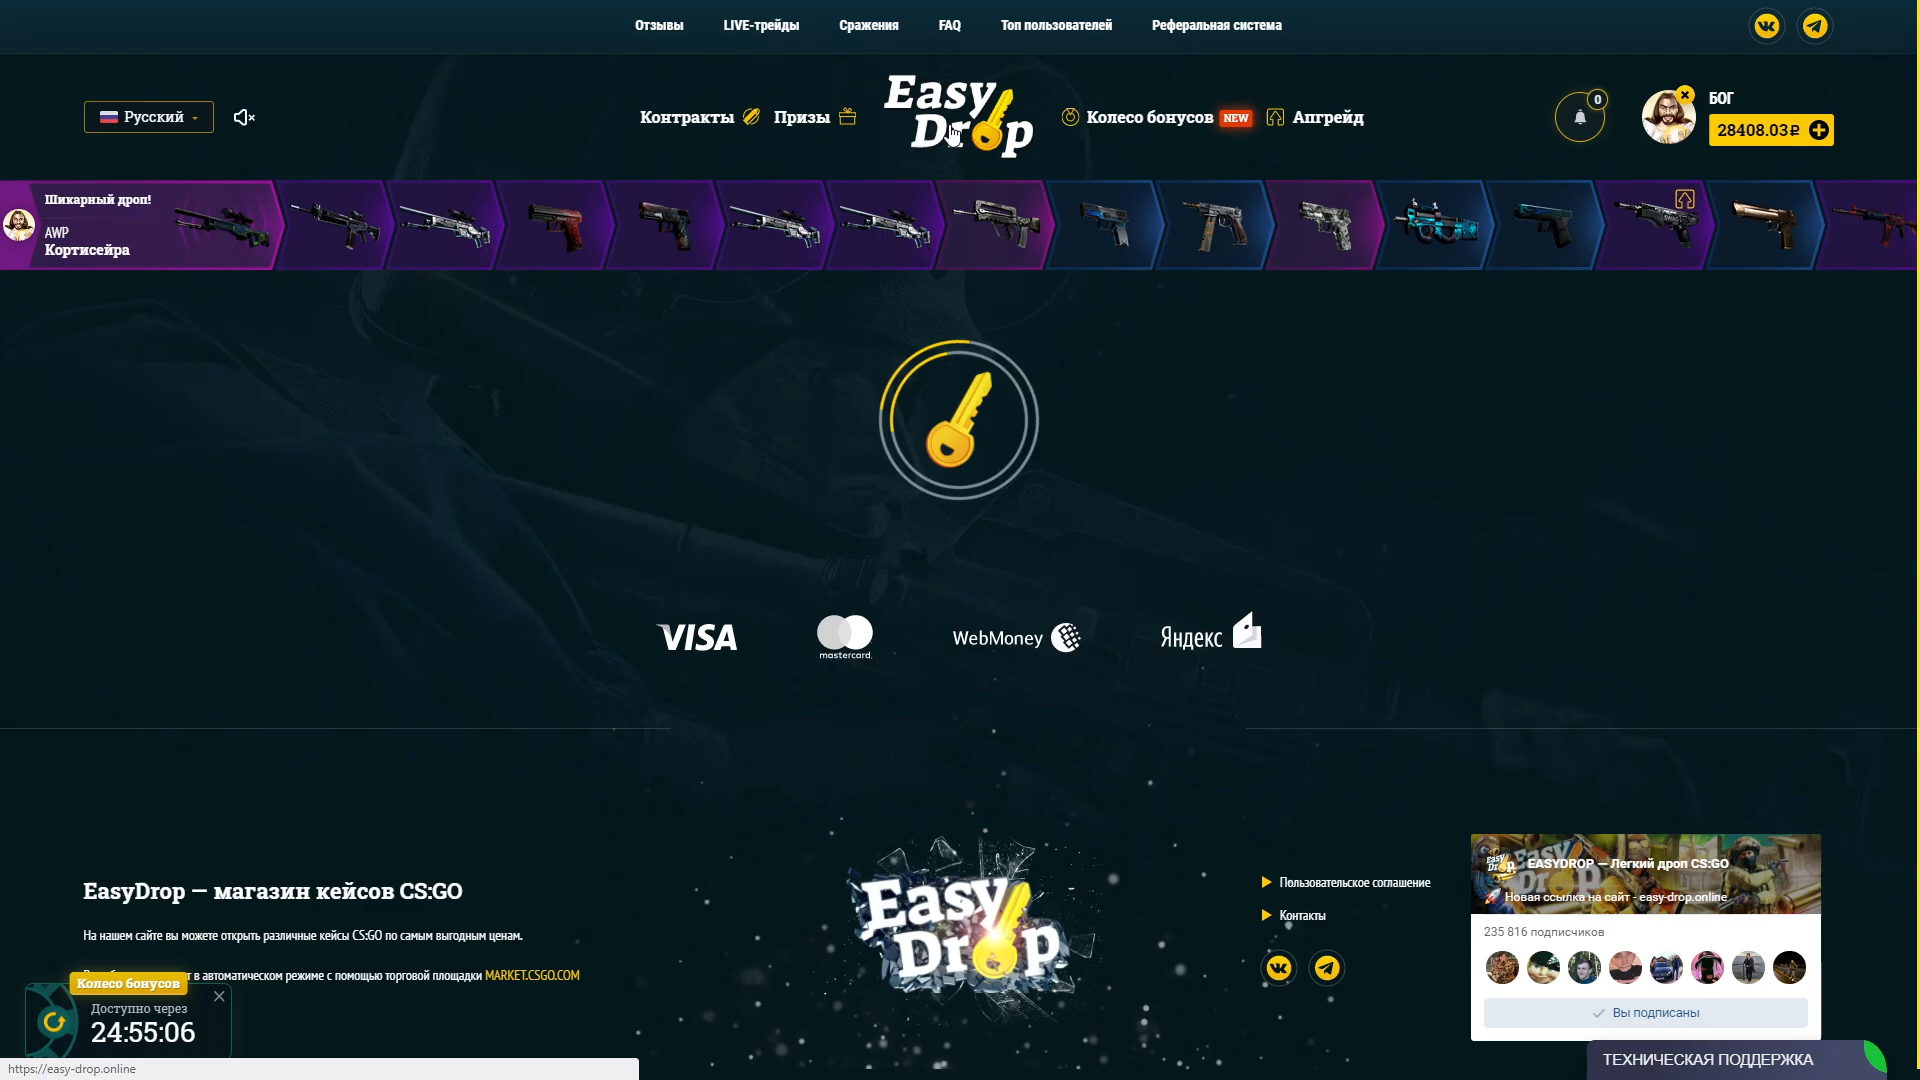 Отзывы
LIVE-трейды
Сражения
FAQ
Топ пользователей
Реферальная система
Русский
Контракты
Призы
Easy
Drop
Колесо бонусов NEW
Апгрейд
0
БОГ
28408.03₽
Шикарный дроп!
AWP
Кортисейра
VISA
mastercard.
WebMoney
Яндекс
EasyDrop — магазин кейсов CS:GO
На нашем сайте вы можете открыть различные кейсы CS:GO по самым выгодным ценам.
т в автоматическом режиме с помощью торговой площадки MARKET.CSGO.COM
Колесо бонусов
Доступно через
24:55:06
Easy
Drop
Пользовательское соглашение
Контакты
EASYDROP — Легкий дроп CS:GO
Новая ссылка на сайт - easy-drop.online
235 816 подписчиков
Вы подписаны
ТЕХНИЧЕСКАЯ ПОДДЕРЖКА
https://easy-drop.online